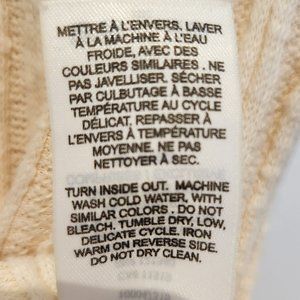 METTRE À L'ENVERS. LAVER
À LA MACHINE À L'EAU
FROIDE, AVEC DES
COULEURS SIMILAIRES . NE
PAS JAVELLISER. SÉCHER
PAR CULBUTAGE À BASSE
TEMPÉRATURE AU CYCLE
DÉLICAT. REPASSER À
L'ENVERS À TEMPÉRATURE
MOYENNE. NE PAS
NETTOYER À SEC.
TURN INSIDE OUT. MACHINE
WASH COLD WATER, WITH
SIMILAR COLORS . DO NOT
BLEACH. TUMBLE DRY, LOW,
DELICATE CYCLE. IRON
WARM ON REVERSE SIDE.
DO NOT DRY CLEAN.